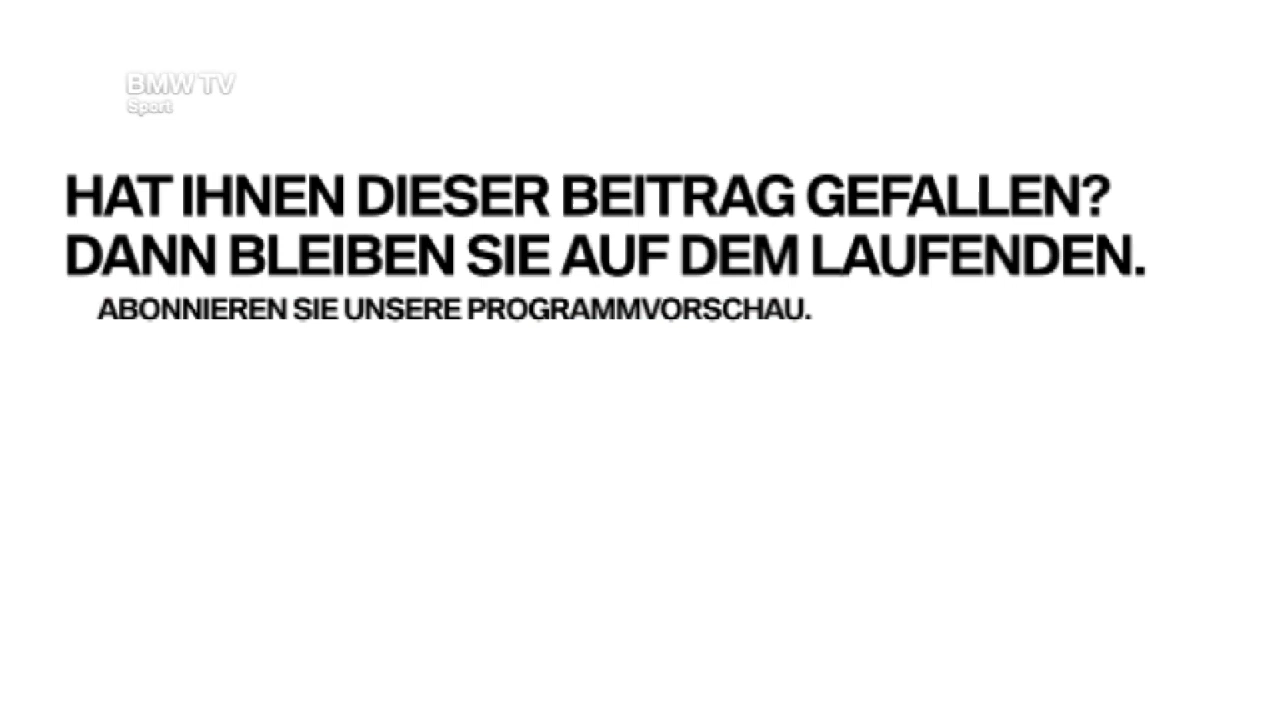 BMW TV
Sport
HAT IHNEN DIESER BEITRAG GEFALLEN?
DANN BLEIBEN SIE AUF DEM LAUFENDEN.
ABONNIEREN SIE UNSERE PROGRAMMVORSCHAU.